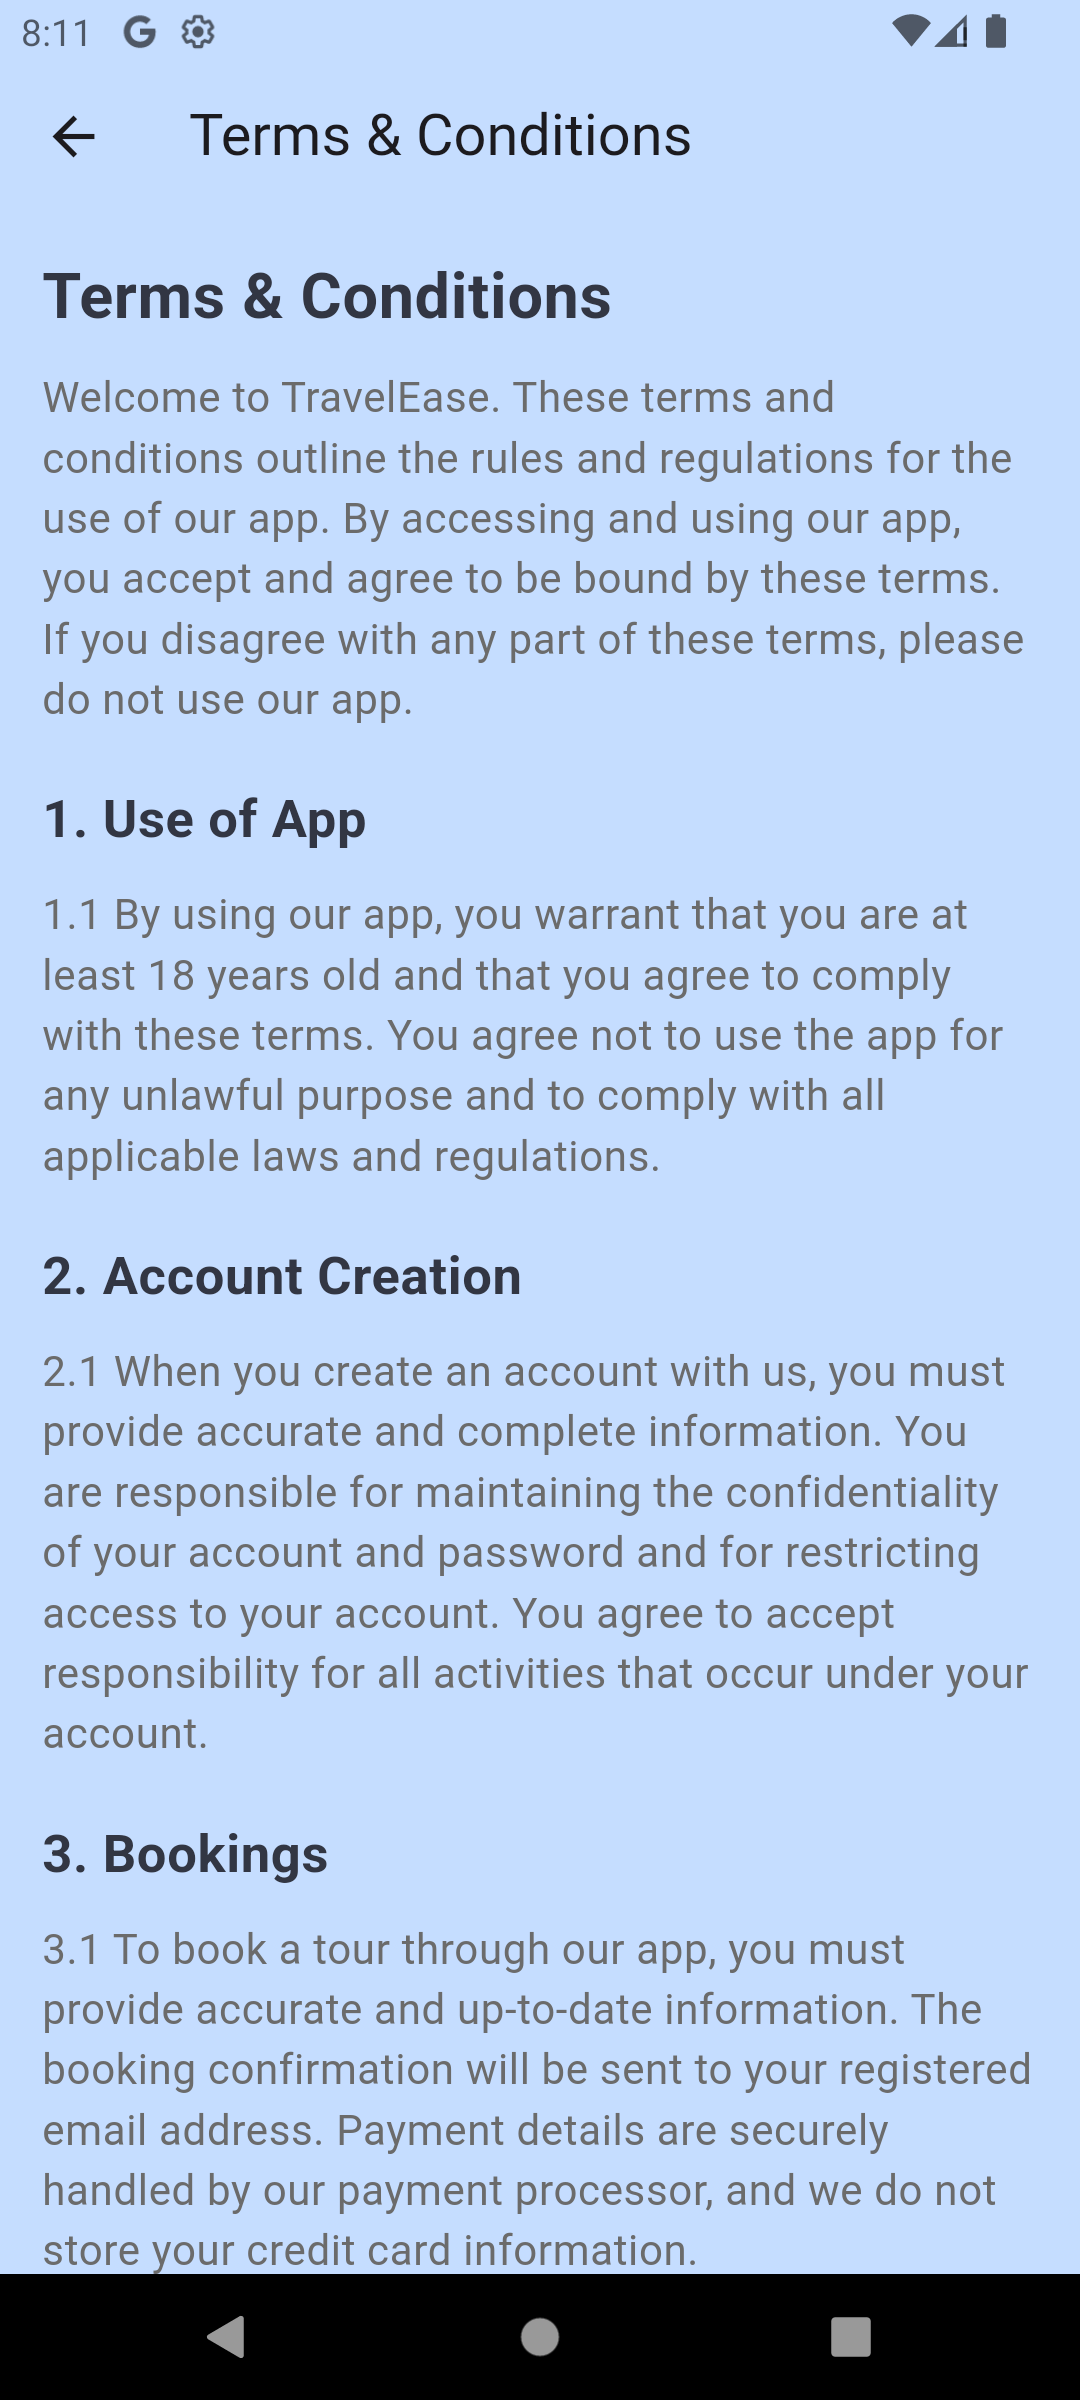 8:11
Terms & Conditions
Terms & Conditions
Welcome to TravelEase. These terms and
conditions outline the rules and regulations for the
use of our app. By accessing and using our app,
you accept and agree to be bound by these terms.
If you disagree with any part of these terms, please
do not use our app.
1. Use of App
1.1 By using our app, you warrant that you are at
least 18 years old and that you agree to comply
with these terms. You agree not to use the app for
any unlawful purpose and to comply with all
applicable laws and regulations.
2. Account Creation
2.1 When you create an account with us, you must
provide accurate and complete information. You
are responsible for maintaining the confidentiality
of your account and password and for restricting
access to your account. You agree to accept
responsibility for all activities that occur under your
account.
3. Bookings
3.1 To book a tour through our app, you must
provide accurate and up-to-date information. The
booking confirmation will be sent to your registered
email address. Payment details are securely
handled by our payment processor, and we do not
store your credit card information.